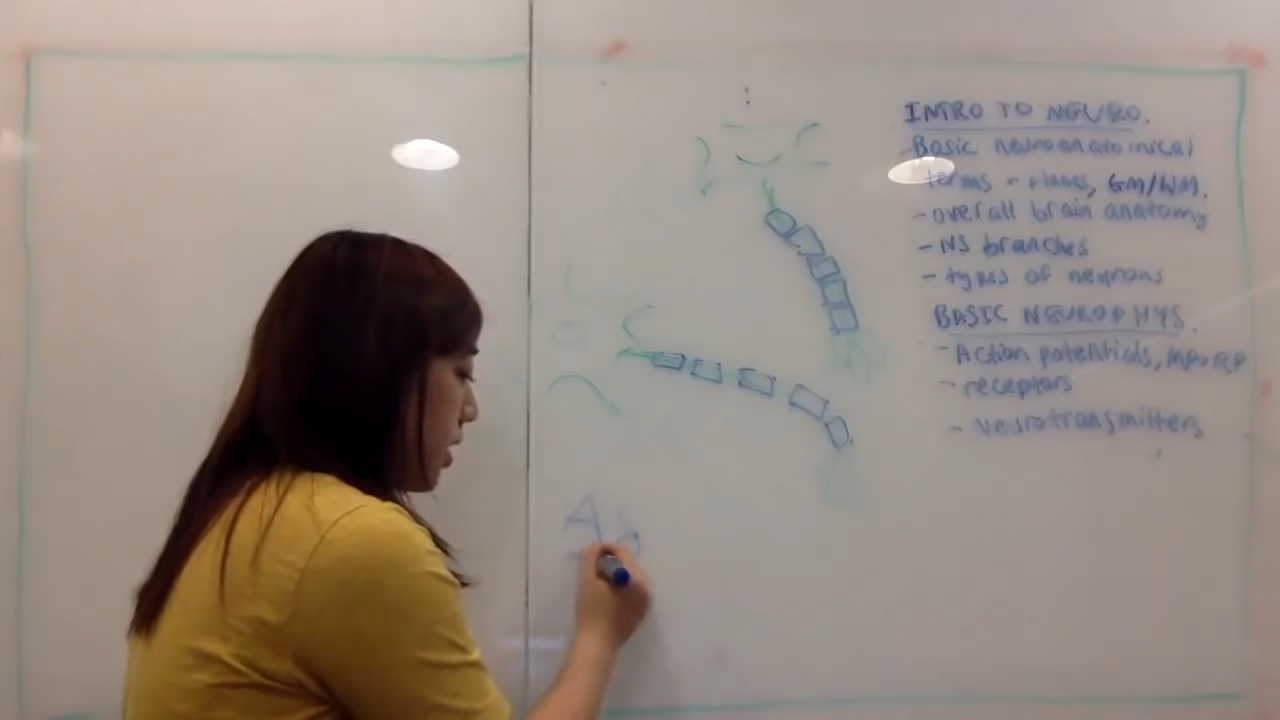 INTRO TO NEURO.
-Basic neuroanatomical
terms - planes, GM/WM.
-overall brain anatomy
- NS branches
- types of neurons
BASIC NEUROPHYS.
- Action potentials,
- receptors
- Neurotransmitters
A